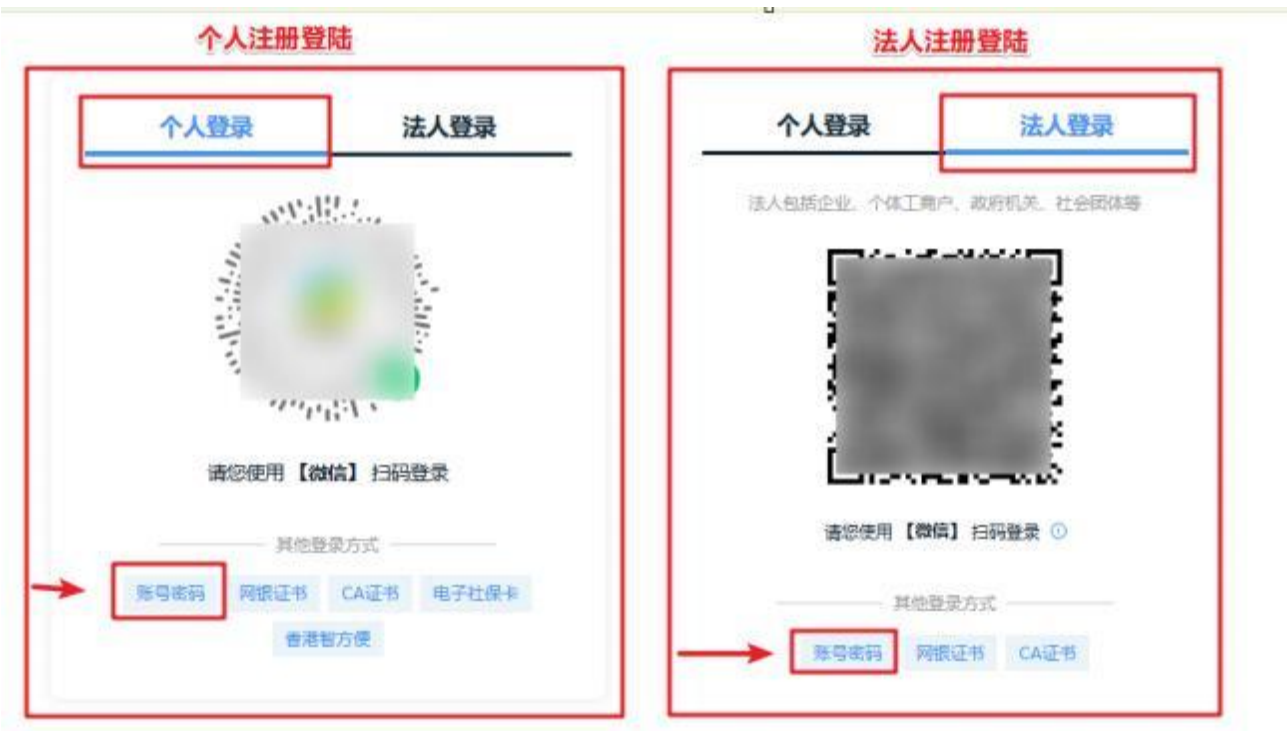 个人注册登陆
个人登录 法人登录
请您使用【微信】扫码登录
其他登录方式
账号密码 网银证书 CA证书 电子社保卡
香港智方便
法人注册登陆
个人登录 法人登录
法人包括企业、个体工商户、政府机关、社会团体等
请您使用【微信】扫码登录
其他登录方式
账号密码 网银证书 CA证书